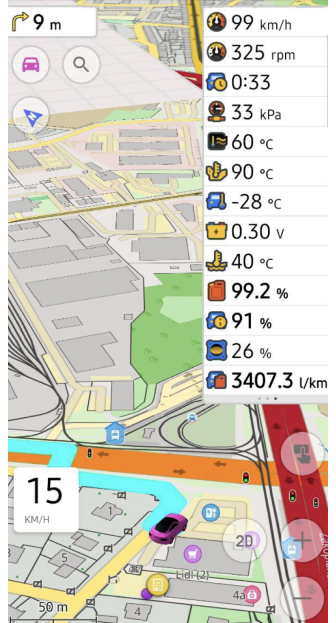 9 m
99 km/h
325 rpm
0:33
33 kPa
60 °C
90 °C
-28 °C
0.30 V
40 °C
99.2 %
91 %
26 %
3407.3 l/km
15
KM/H
1
5
2D
Lidl (2)
4a
4
50 m